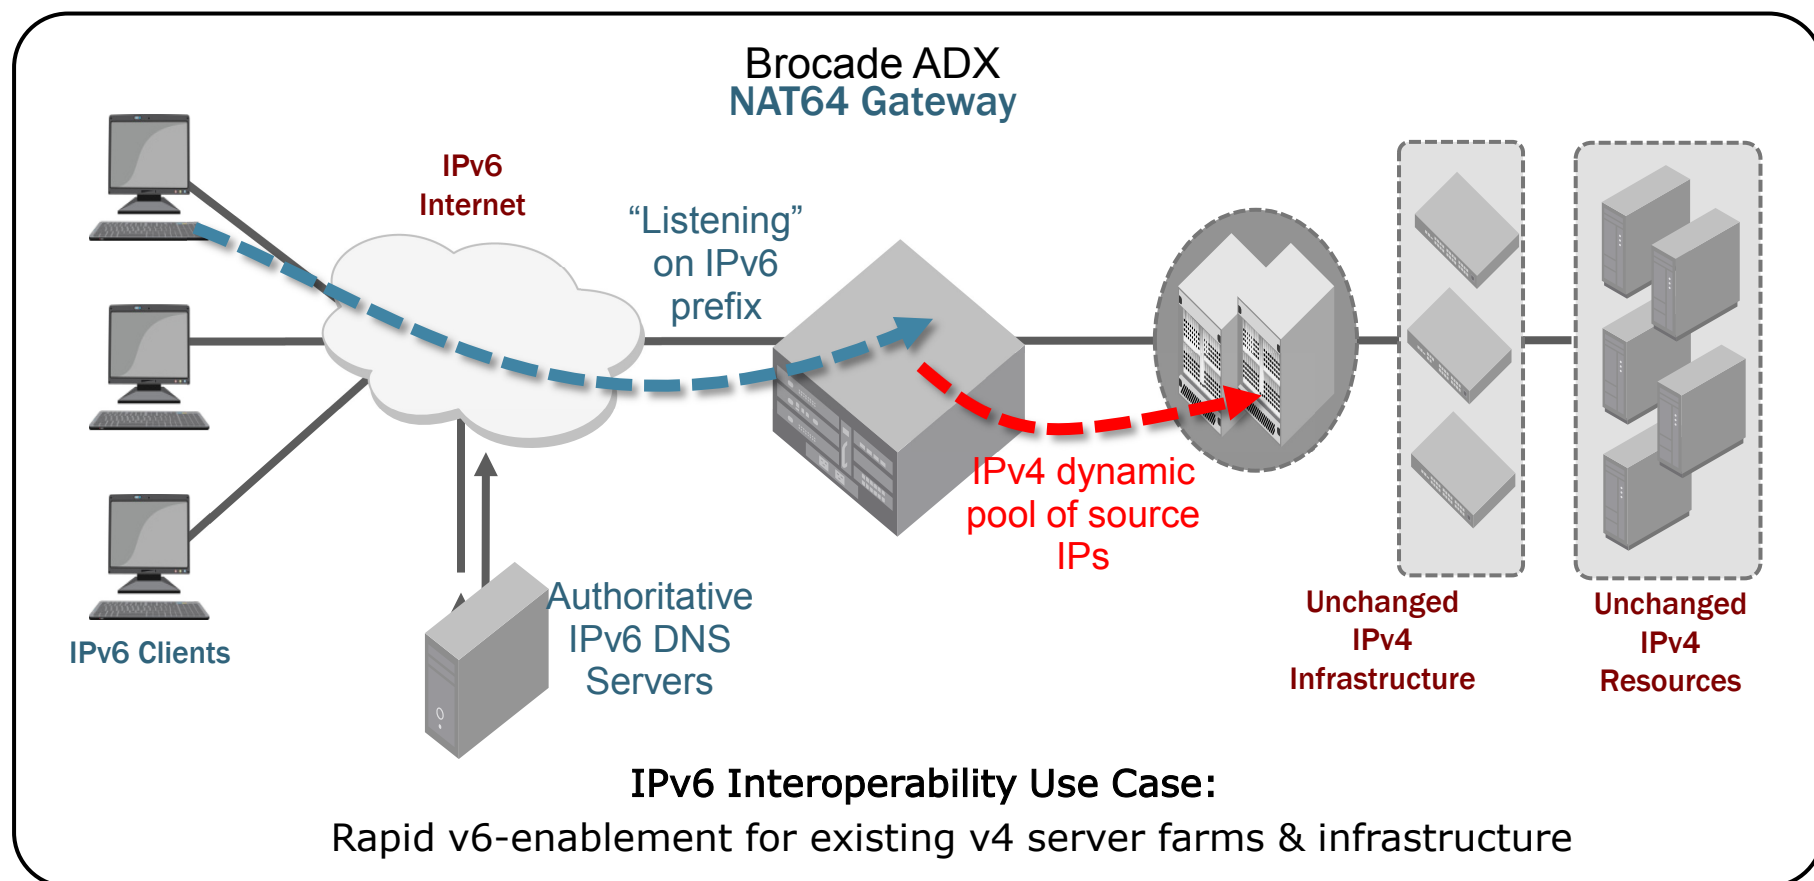 Brocade ADX
NAT64 Gateway
IPv6
Internet
“Listening”
on IPv6
prefix
IPv4 dynamic
pool of source
IPs
Authoritative
IPv6 DNS
Servers
IPv6 Clients
Unchanged
IPv4
Infrastructure
Unchanged
IPv4
Resources
IPv6 Interoperability Use Case:
Rapid v6-enablement for existing v4 server farms & infrastructure